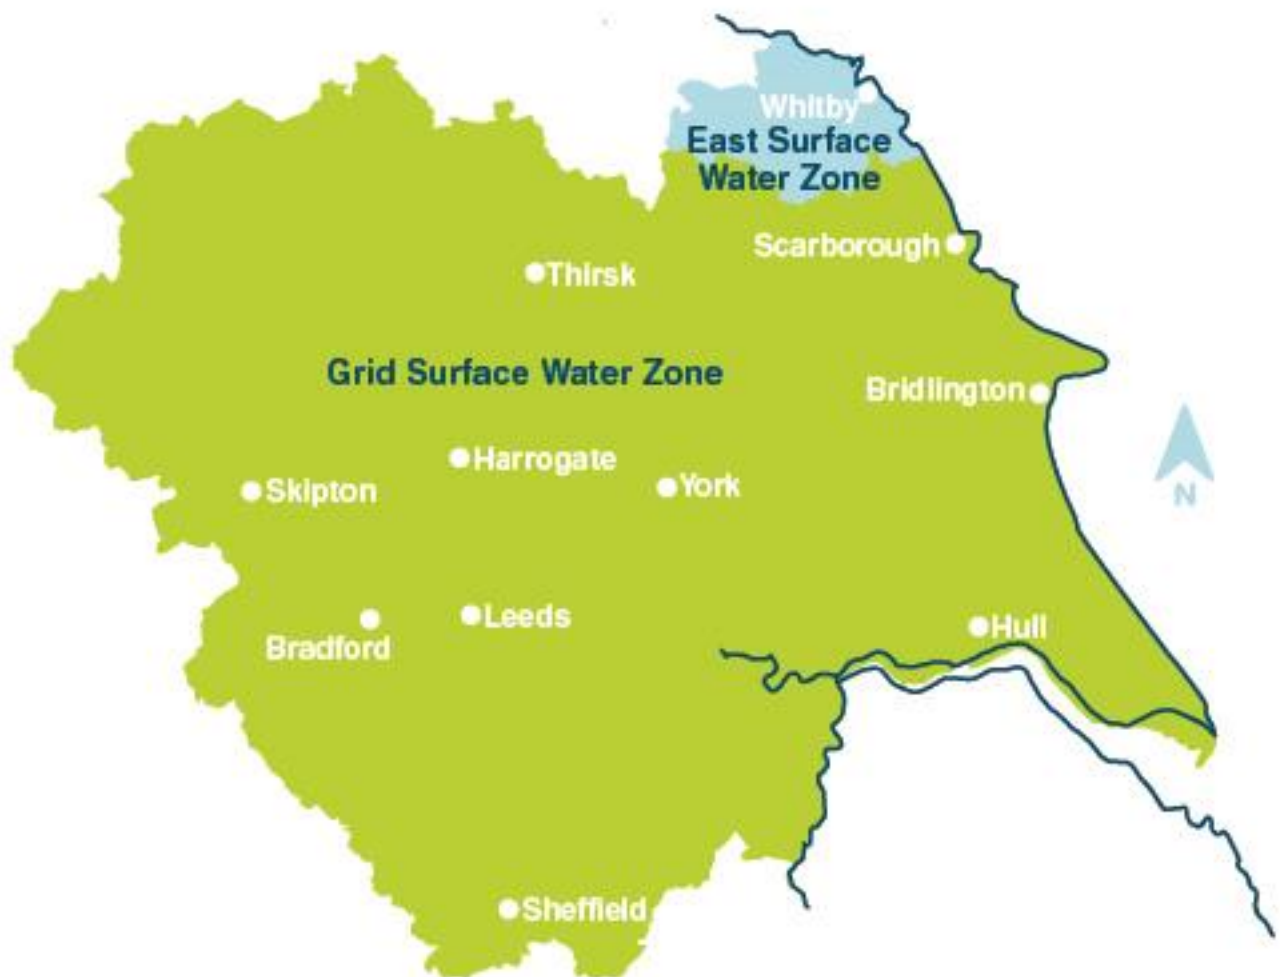 Whitby
East Surface
Water Zone
Scarborough
Thirsk
Grid Surface Water Zone
Bridlington
Harrogate
Skipton
York
N
Leeds
Bradford
Hull
Sheffield